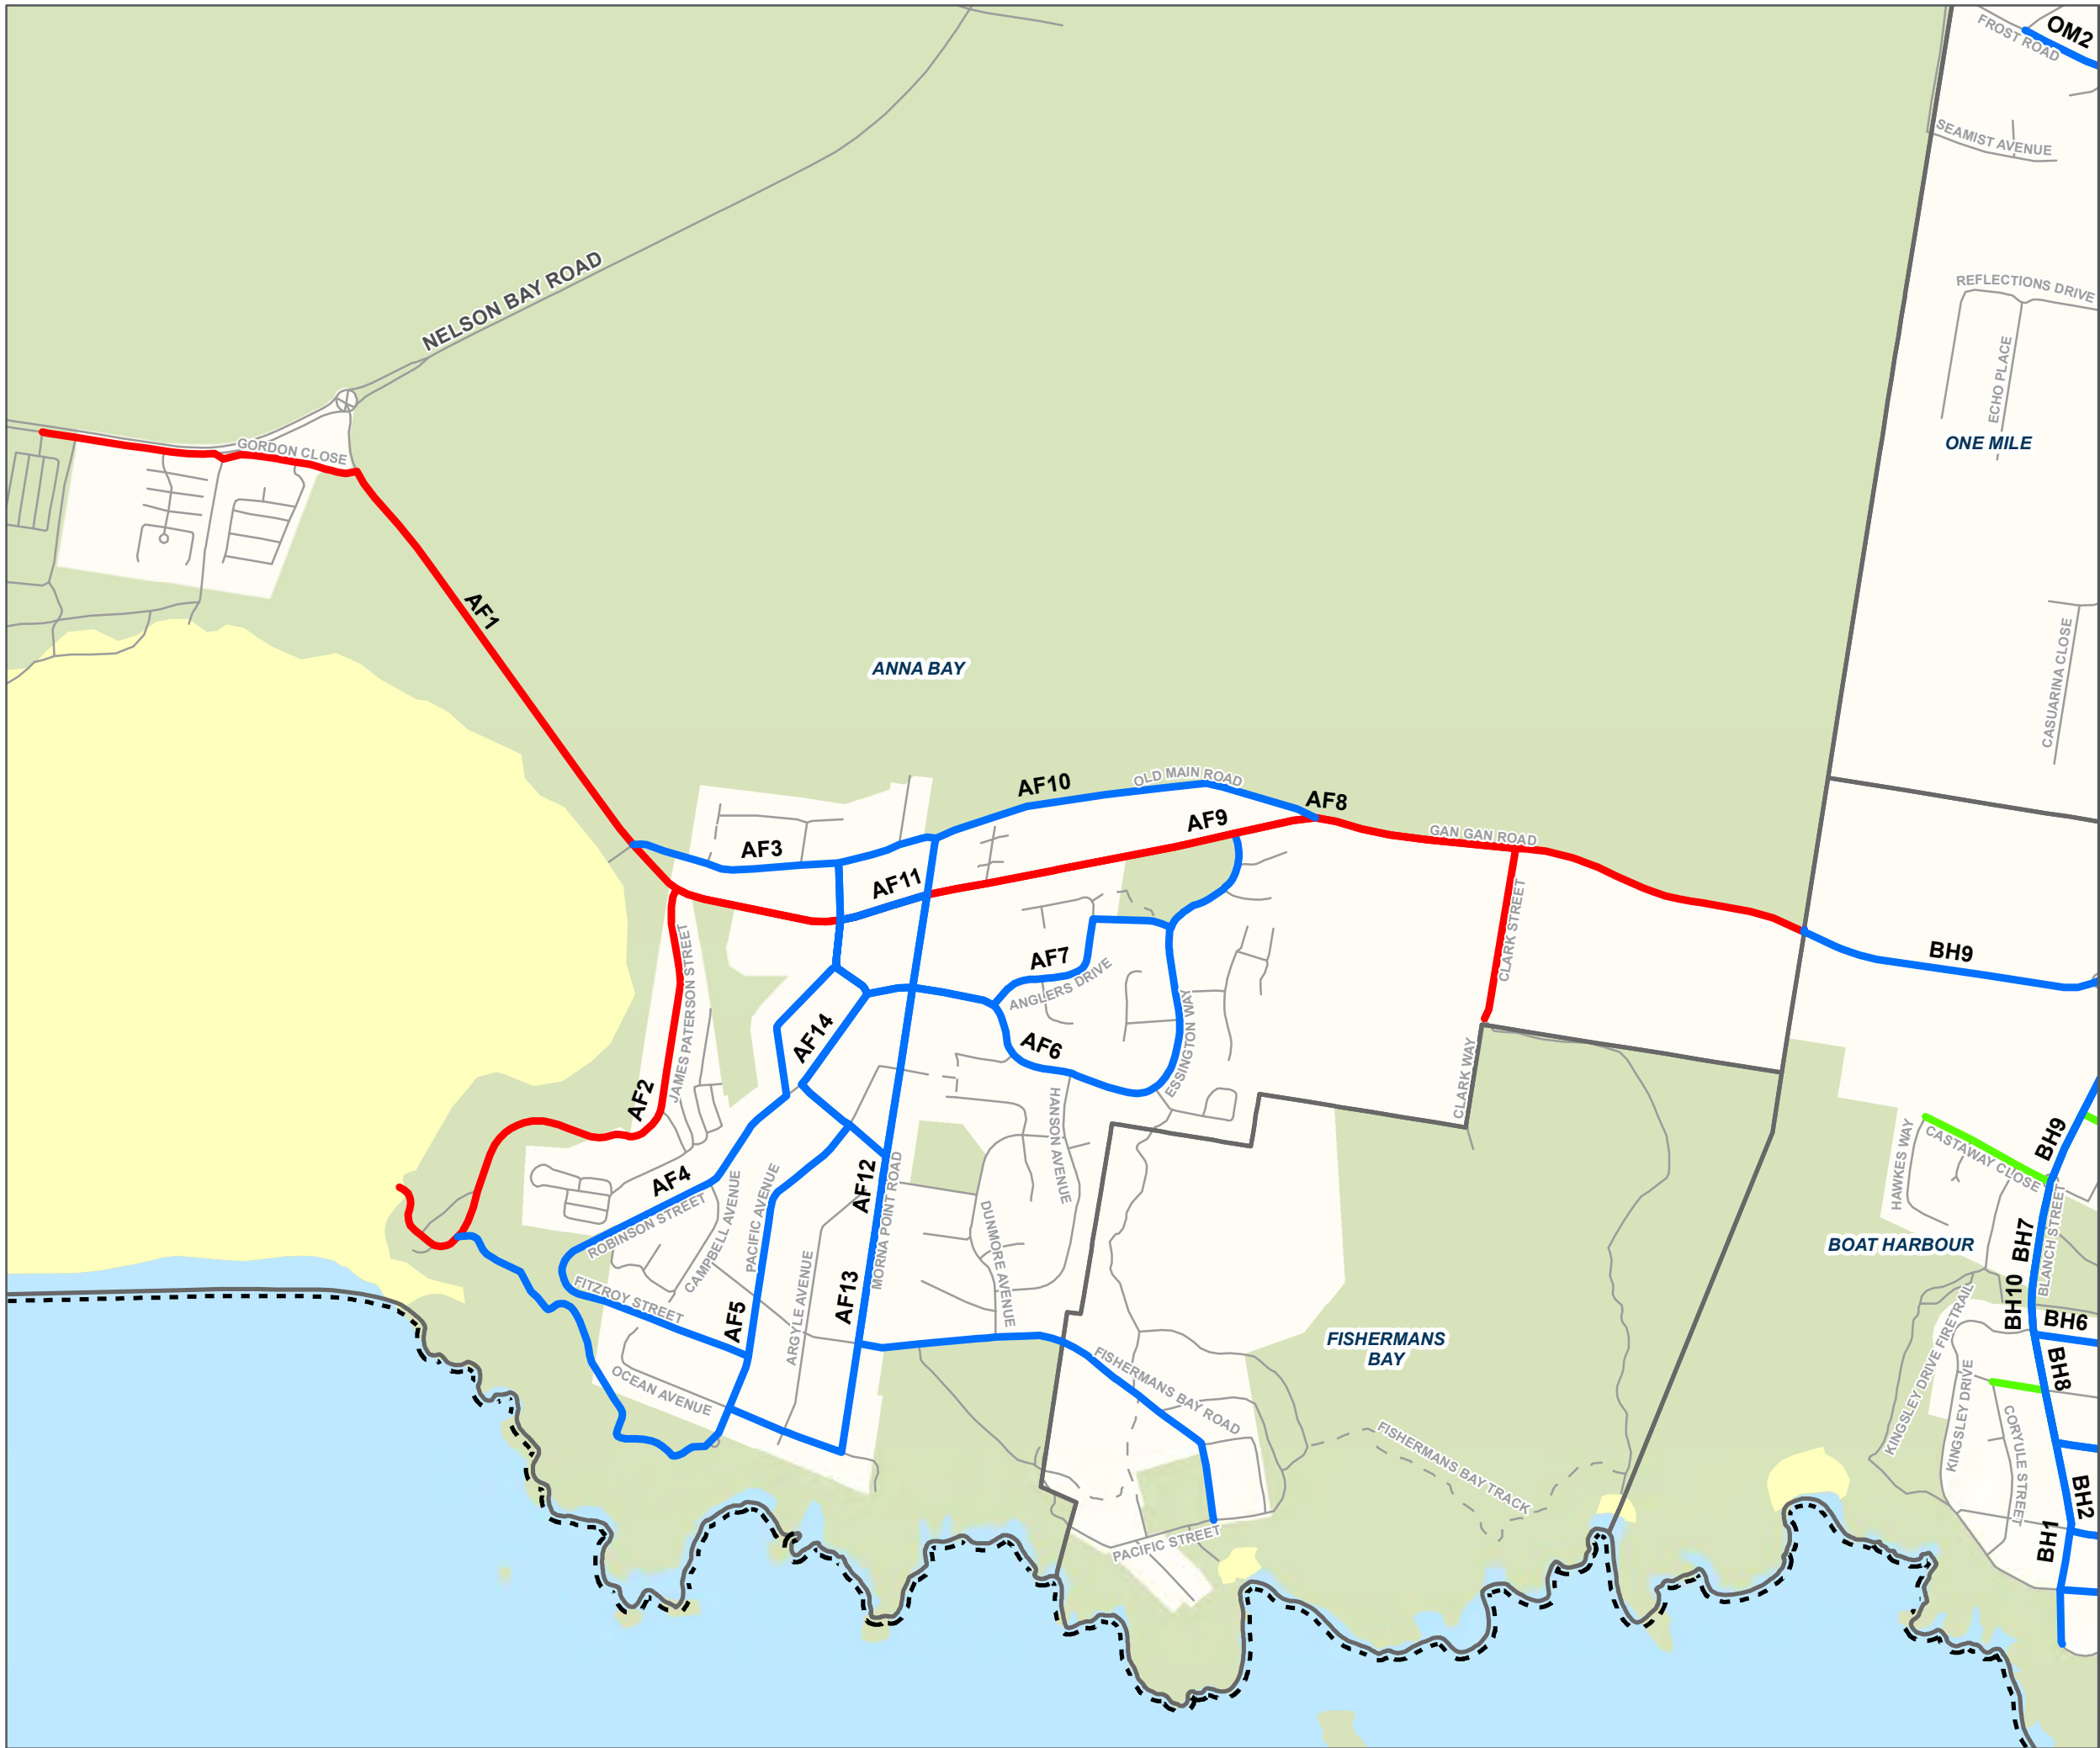 OM2
FROST ROAD
SEAMIST AVENUE
NELSON BAY ROAD
REFLECTIONS DRIVE
ECHO PLACE
GORDON CLOSE
ONE MILE
AF1
ANNA BAY
CASUARINA CLOSE
AF10
OLD MAIN ROAD
AF8
AF9
GAN GAN ROAD
AF3
AF11
CLARK STREET
JAMES PATERSON STREET
AF7
ANGLERS DRIVE
BH9
AF14
AF6
ESSINGTON WAY
CLARK WAY
AF2
HANSON AVENUE
HAWKES WAY
CASTAWAY CLOSE
BH9
AF4
ROBINSON STREET
CAMPBELL AVENUE
PACIFIC AVENUE
AF12
MORNA POINT ROAD
DUNMORE AVENUE
BOAT HARBOUR
BH7
BLANCH STREET
FITZROY STREET
AF5
ARGYLE AVENUE
AF13
BH10
BH6
FISHERMANS
BAY
FISHERMANS BAY ROAD
OCEAN AVENUE
KINGSLEY DRIVE FIRETRAIL
KINGSLEY DRIVE
BH8
CORYULE STREET
FISHERMANS BAY TRACK
BH2
BH1
PACIFIC STREET